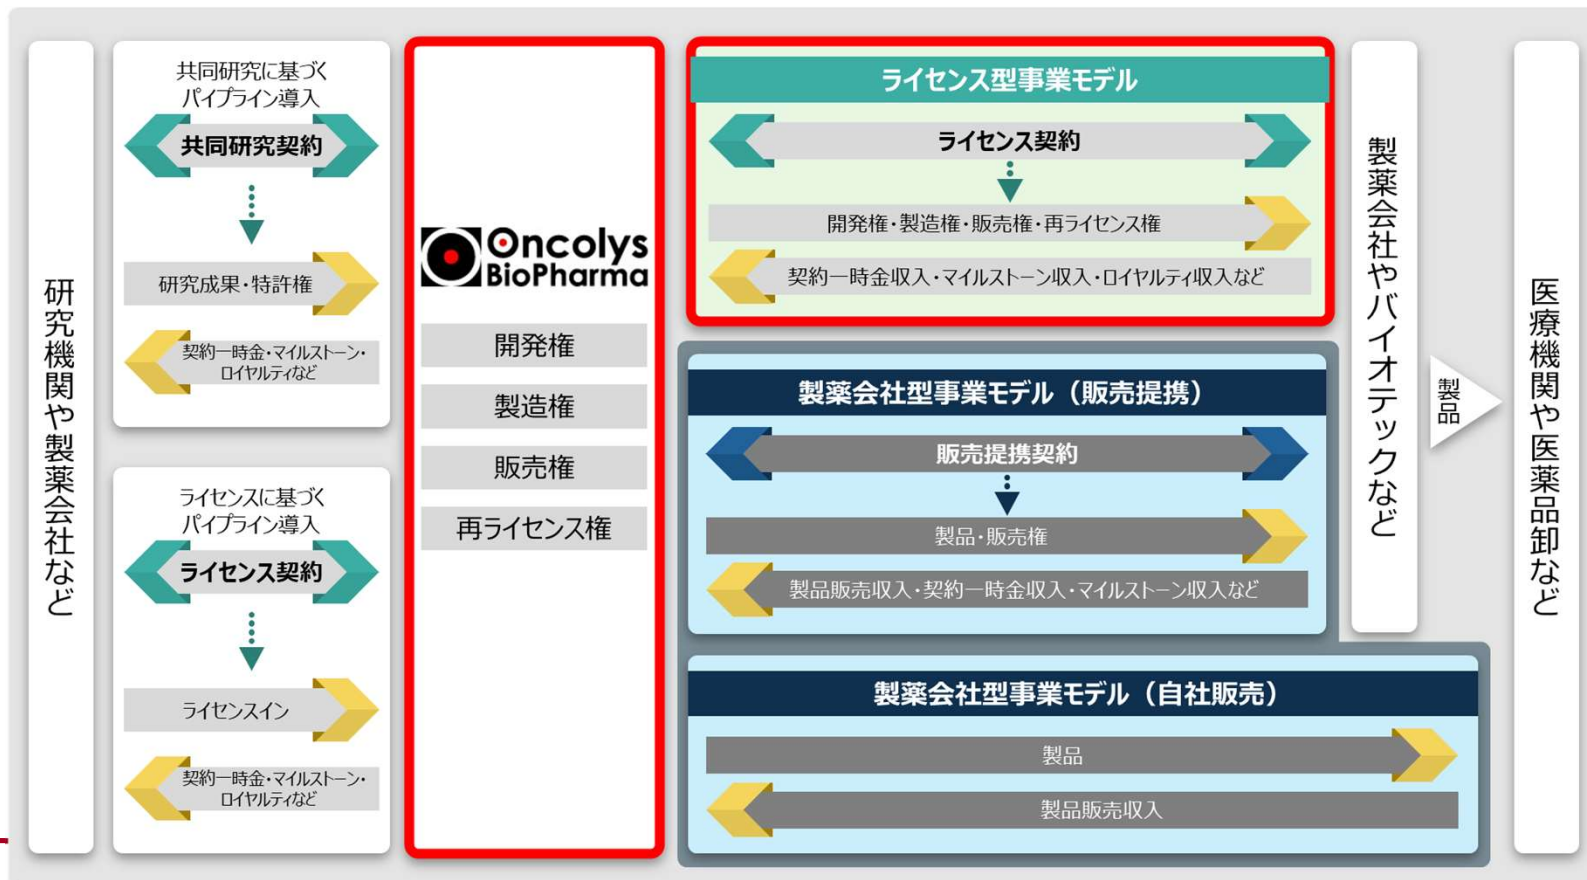 研究機関や製薬会社など
共同研究に基づく
パイプライン導入
共同研究契約
研究成果・特許権
契約一時金・マイルストーン・
ロイヤルティなど
ライセンスに基づく
パイプライン導入
ライセンス契約
ライセンスイン
契約一時金・マイルストーン・
ロイヤルティなど
Oncolys
BioPharma
開発権
製造権
販売権
再ライセンス権
ライセンス型事業モデル
ライセンス契約
開発権・製造権・販売権・再ライセンス権
契約一時金収入・マイルストーン収入・ロイヤルティ収入など
製薬会社型事業モデル（販売提携）
販売提携契約
製品・販売権
製品販売収入・契約一時金収入・マイルストーン収入など
製薬会社型事業モデル（自社販売）
製品
製品販売収入
製薬会社やバイオテックなど
製品
医療機関や医薬品卸など